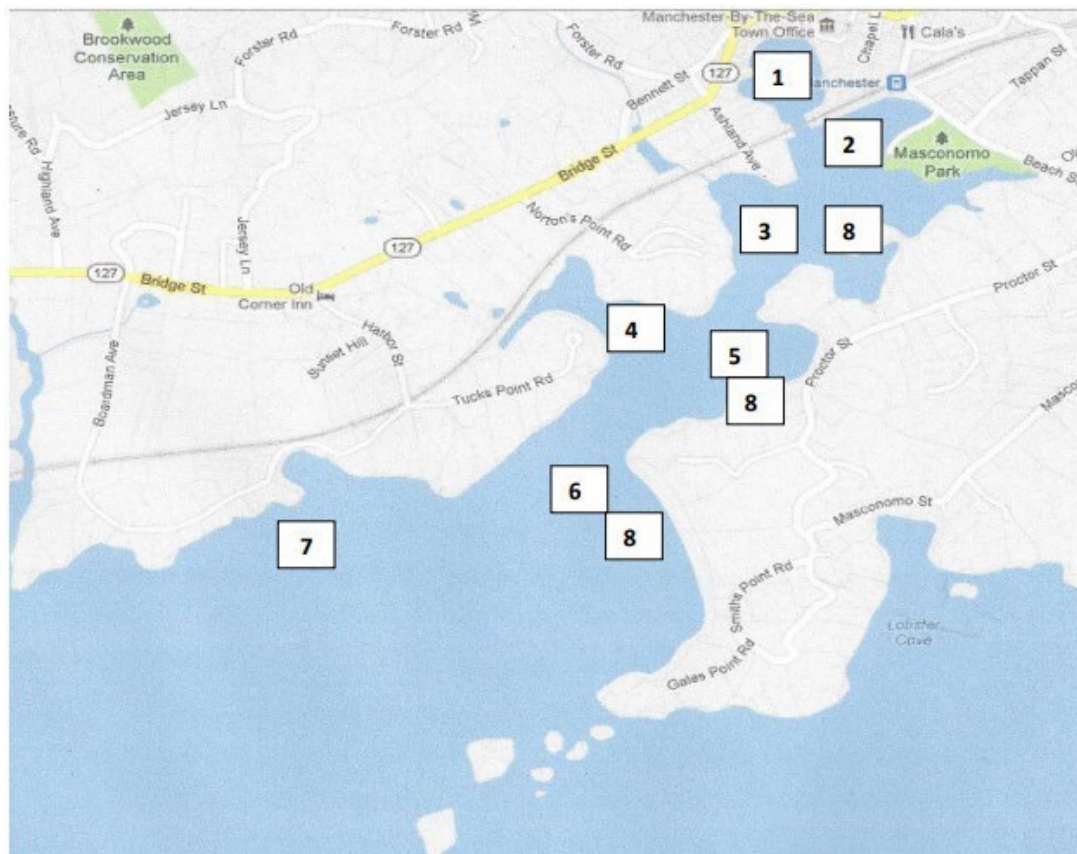 Manchester-By-The-Sea
Town Office
Chapel L
Cala's
Brookwood
Conservation
Area
Forster Rd
Forster Rd
Forster Rd
127
1
anchester
Tappan St
Jersey Ln
Bennett St
Ashland Ave
2
Masconomo
Park
Beach S
Highland Ave
Bridge St
Norton's Point Rd
3
8
Jersey Ln
127
127
Bridge St
Old
Corner Inn
Proctor St
4
Harbor St
Sunset Hill
5
Proctor St
Boardman Ave
Tucks Point Rd
8
6
Masconomo St
7
8
Smiths Point Rd
Lobster
Cove
Gales Point Rd